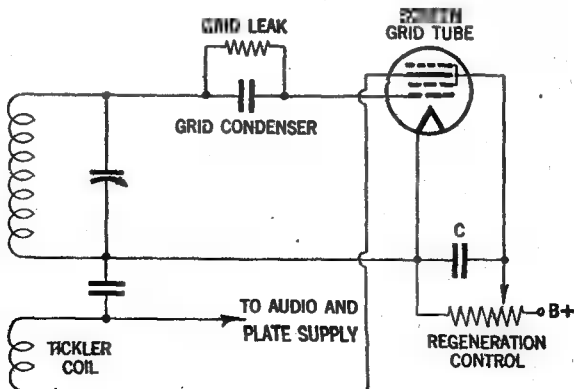 GRID LEAK
GRID TUBE
GRID CONDENSER
C
B+
TO AUDIO AND
PLATE SUPPLY
REGENERATION
CONTROL
TICKLER
COIL